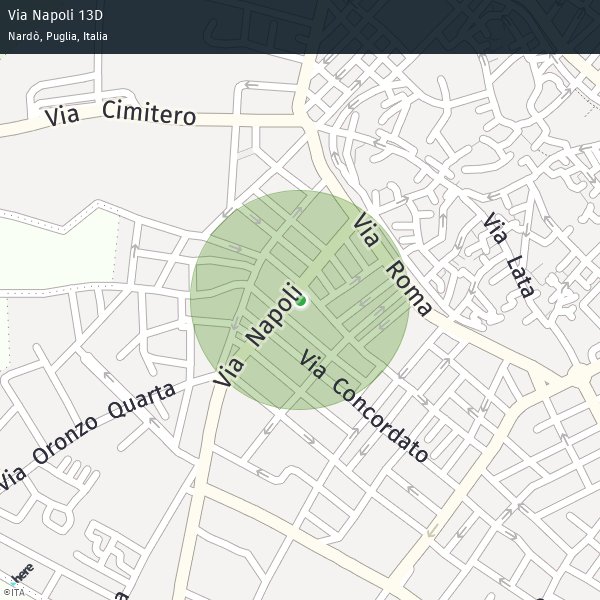 Via Napoli 13D
Nardò, Puglia, Italia
Via Cimitero
Via Roma
Via Lata
Via Napoli
Via Concordato
Via Oronzo Quarta
here
a
©ITA